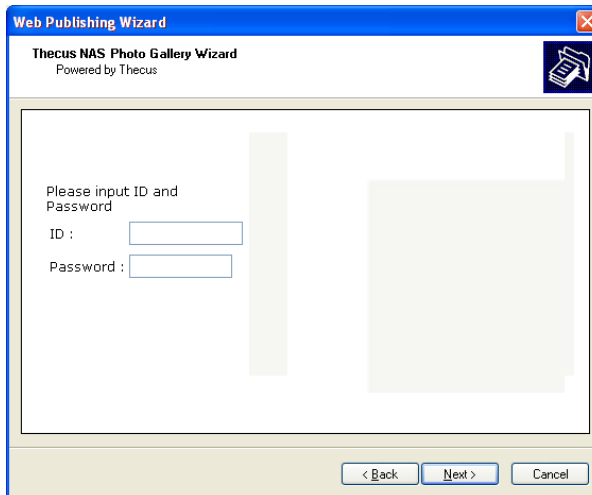 Web Publishing Wizard
Thecus NAS Photo Gallery Wizard
Powered by Thecus
Please input ID and
Password
ID :
Password :
< Back
Next >
Cancel